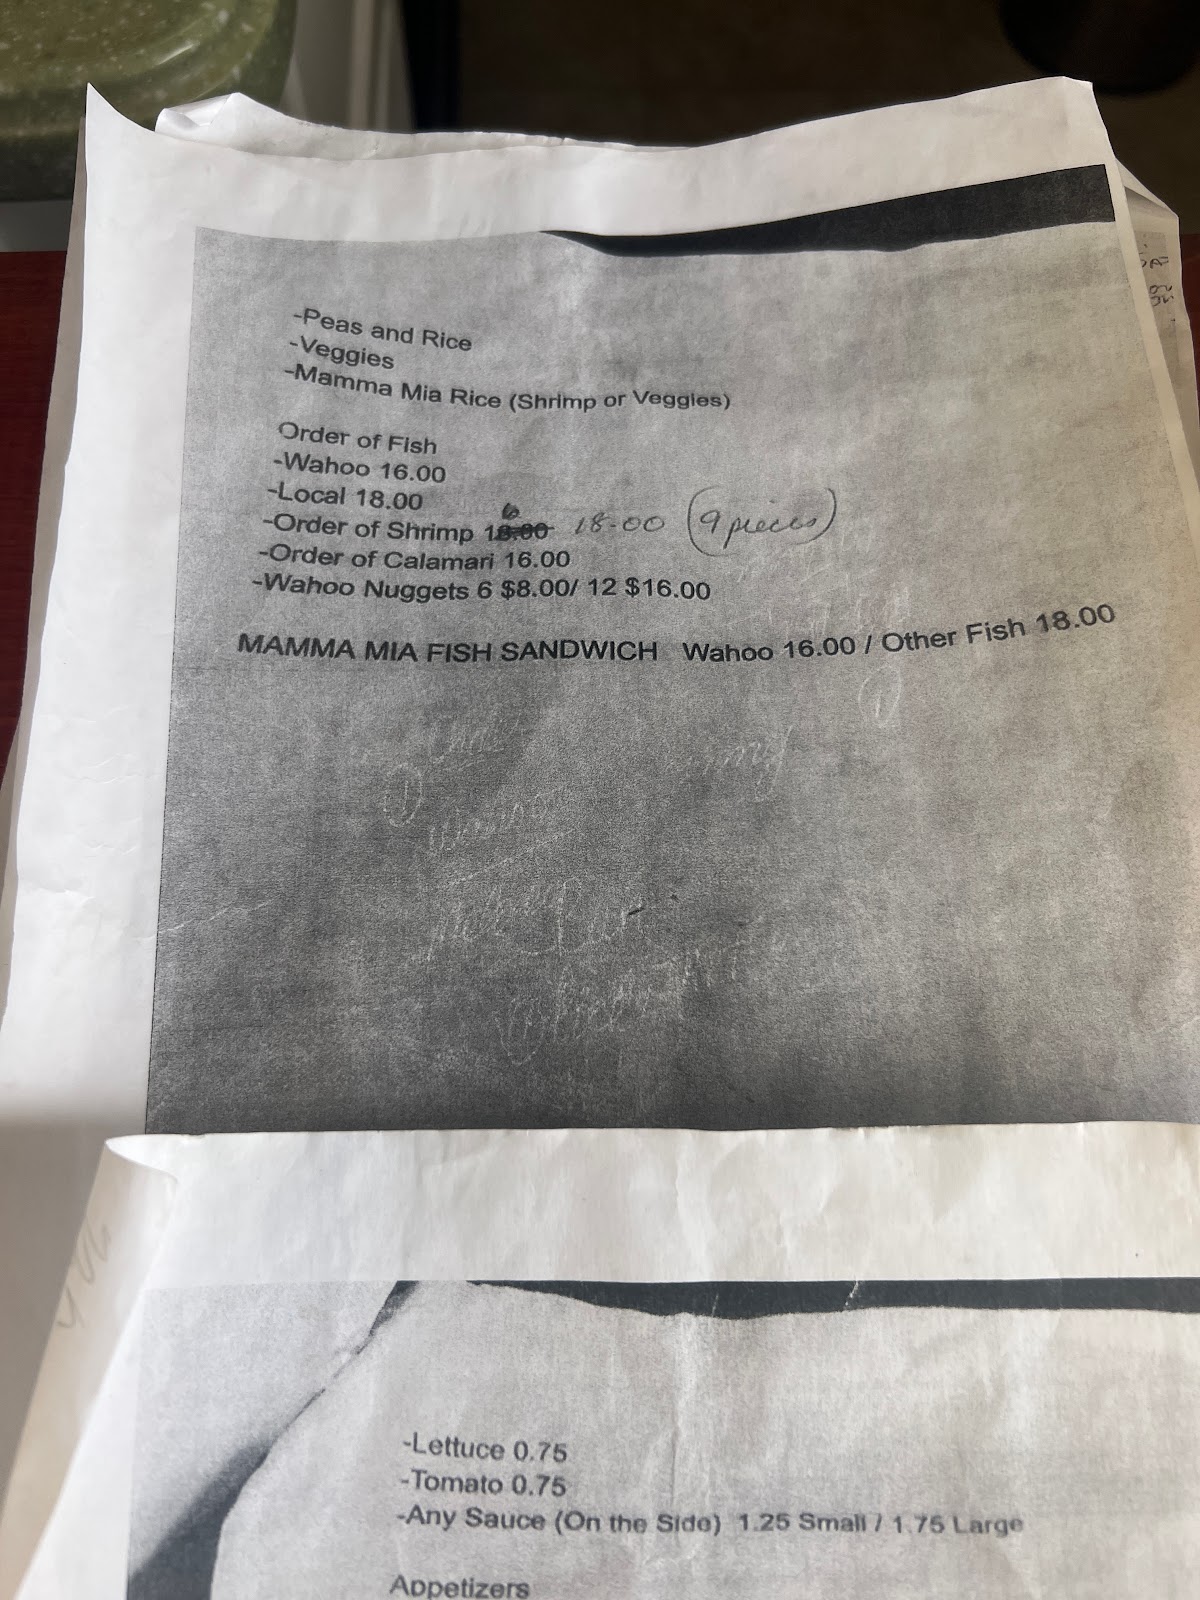 -Peas and Rice
-Veggies
-Mamma Mia Rice (Shrimp or Veggies)
Order of Fish
-Wahoo 16.00
-Local 18.00
6
-Order of Shrimp 18.00 18-00 (9 pieces)
-Order of Calamari 16.00
-Wahoo Nuggets 6 $8.00/ 12 $16.00
MAMMA MIA FISH SANDWICH Wahoo 16.00 / Other Fish 18.00
-Lettuce 0.75
-Tomato 0.75
-Any Sauce (On the Side) 1.25 Small / 1.75 Large
Appetizers